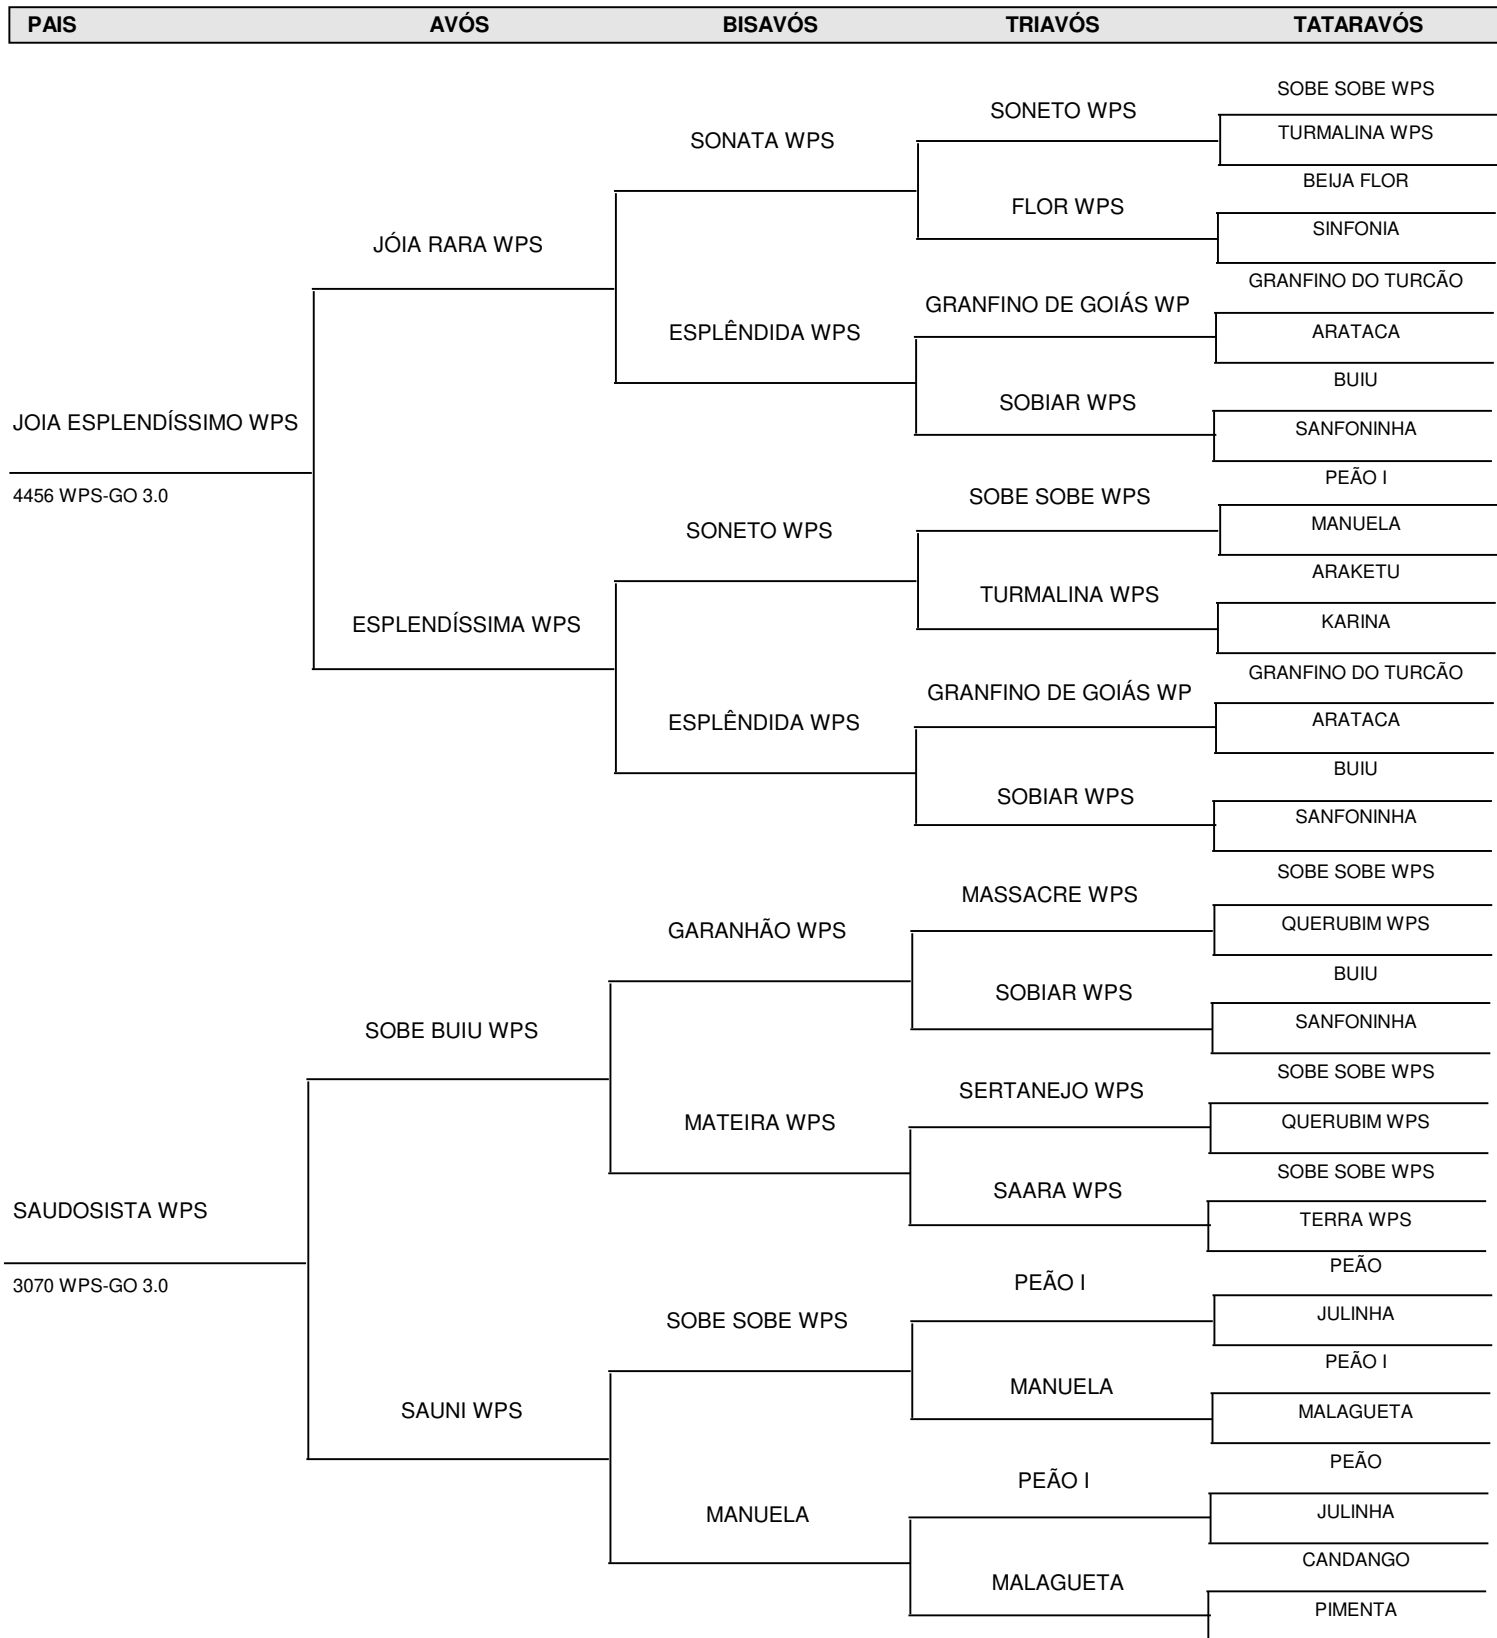 PAIS AVÓS BISAVÓS TRIAVÓS TATARAVÓS
SOBE SOBE WPS
SONETO WPS
TURMALINA WPS
SONATA WPS
BEIJA FLOR
FLOR WPS
SINFONIA
JÓIA RARA WPS
GRANFINO DO TURCÃO
GRANFINO DE GOIÁS WP
ARATACA
ESPLÊNDIDA WPS
BUIU
SOBIAR WPS
SANFONINHA
JOIA ESPLENDÍSSIMO WPS
4456 WPS-GO 3.0
PEÃO I
SOBE SOBE WPS
MANUELA
SONETO WPS
ARAKETU
TURMALINA WPS
KARINA
ESPLENDÍSSIMA WPS
GRANFINO DO TURCÃO
GRANFINO DE GOIÁS WP
ARATACA
ESPLÊNDIDA WPS
BUIU
SOBIAR WPS
SANFONINHA
SOBE SOBE WPS
MASSACRE WPS
QUERUBIM WPS
GARANHÃO WPS
BUIU
SOBIAR WPS
SANFONINHA
SOBE BUIU WPS
SOBE SOBE WPS
SERTANEJO WPS
QUERUBIM WPS
MATEIRA WPS
SOBE SOBE WPS
SAARA WPS
TERRA WPS
SAUDOSISTA WPS
3070 WPS-GO 3.0
PEÃO
PEÃO I
JULINHA
SOBE SOBE WPS
PEÃO I
MANUELA
MALAGUETA
SAUNI WPS
PEÃO
PEÃO I
JULINHA
MANUELA
CANDANGO
MALAGUETA
PIMENTA